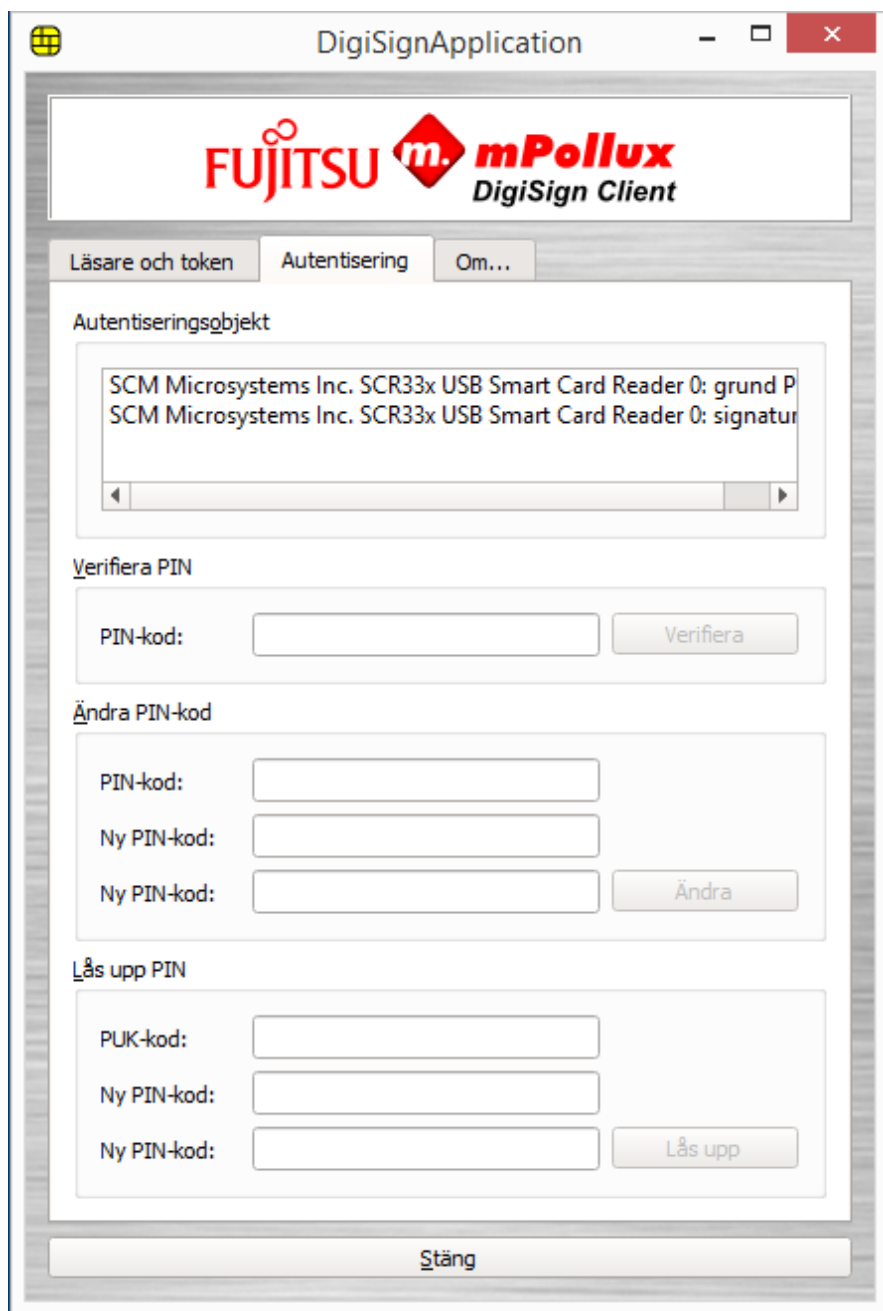 DigiSignApplication
FUJITSU m. mPollux
DigiSign Client
Läsare och token Autentisering Om...
Autentiseringsobjekt
SCM Microsystems Inc. SCR33x USB Smart Card Reader 0: grund P
SCM Microsystems Inc. SCR33x USB Smart Card Reader 0: signatur
Verifiera PIN
PIN-kod: Verifiera
Ändra PIN-kod
PIN-kod:
Ny PIN-kod:
Ny PIN-kod: Ändra
Lås upp PIN
PUK-kod:
Ny PIN-kod:
Ny PIN-kod: Lås upp
Stäng